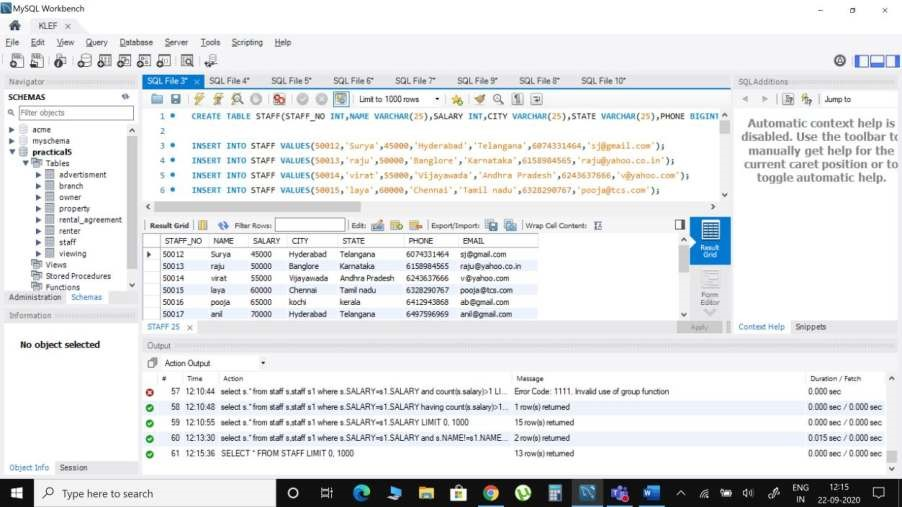 MySQL Workbench
KLEF
File Edit View Query Database Server Tools Scripting Help
Navigator
SCHEMAS
Filter objects
acme
myschema
practical5
Tables
advertisment
branch
owner
property
rental_agreement
renter
staff
viewing
Views
Stored Procedures
Functions
Administration Schemas
Information
No object selected
Object Info Session
SQL File 3* SQL File 4* SQL File 5* SQL File 6* SQL File 7* SQL File 9* SQL File 8* SQL File 10*
Limit to 1000 rows
1 CREATE TABLE STAFF(STAFF_NO INT,NAME VARCHAR(25),SALARY INT,CITY VARCHAR(25),STATE VARCHAR(25),PHONE BIGINT
2
3 INSERT INTO STAFF VALUES(50012,'Surya',45000,'Hyderabad','Telangana',6074331464,'sj@gmail.com');
4 INSERT INTO STAFF VALUES(50013,'raju',50000,'Banglore','Karnataka',6158984565,'raju@yahoo.co.in');
5 INSERT INTO STAFF VALUES(50014,'virat',55000,'Vijayawada','Andhra Pradesh',6243637666,'v@yahoo.com');
6 INSERT INTO STAFF VALUES(50015,'laya',60000,'Chennai','Tamil nadu',6328290767,'pooja@tcs.com');
Result Grid Filter Rows: Edit: Export/Import: Wrap Cell Content:
STAFF_NO NAME SALARY CITY STATE PHONE EMAIL
50012 Surya 45000 Hyderabad Telangana 6074331464 sj@gmail.com
50013 raju 50000 Banglore Karnataka 6158984565 raju@yahoo.co.in
50014 virat 55000 Vijayawada Andhra Pradesh 6243637666 v@yahoo.com
50015 laya 60000 Chennai Tamil nadu 6328290767 pooja@tcs.com
50016 pooja 65000 kochi kerala 6412943868 ab@gmail.com
50017 anil 70000 Hyderabad Telangana 6497596969 anil@gmail.com
Result
Grid
Form
Editor
STAFF 25
Apply
SQLAdditions
Jump to
Automatic context help is
disabled. Use the toolbar to
manually get help for the
current caret position or to
toggle automatic help.
Context Help Snippets
Output
Action Output
# Time Action Message Duration / Fetch
57 12:10:44 select s.* from staff s,staff s1 where s.SALARY=s1.SALARY and count(s.salary)>1 LI... Error Code: 1111. Invalid use of group function 0.000 sec
58 12:10:48 select s.* from staff s,staff s1 where s.SALARY=s1.SALARY having count(s.salary)>1... 1 row(s) returned 0.000 sec / 0.000 sec
59 12:10:55 select s.* from staff s,staff s1 where s.SALARY=s1.SALARY LIMIT 0, 1000 15 row(s) returned 0.000 sec / 0.000 sec
60 12:13:30 select s.* from staff s,staff s1 where s.SALARY=s1.SALARY and s.NAME!=s1.NAME... 2 row(s) returned 0.015 sec / 0.000 sec
61 12:15:36 SELECT * FROM STAFF LIMIT 0, 1000 13 row(s) returned 0.000 sec / 0.000 sec
Type here to search
ENG
IN
12:15
22-09-2020